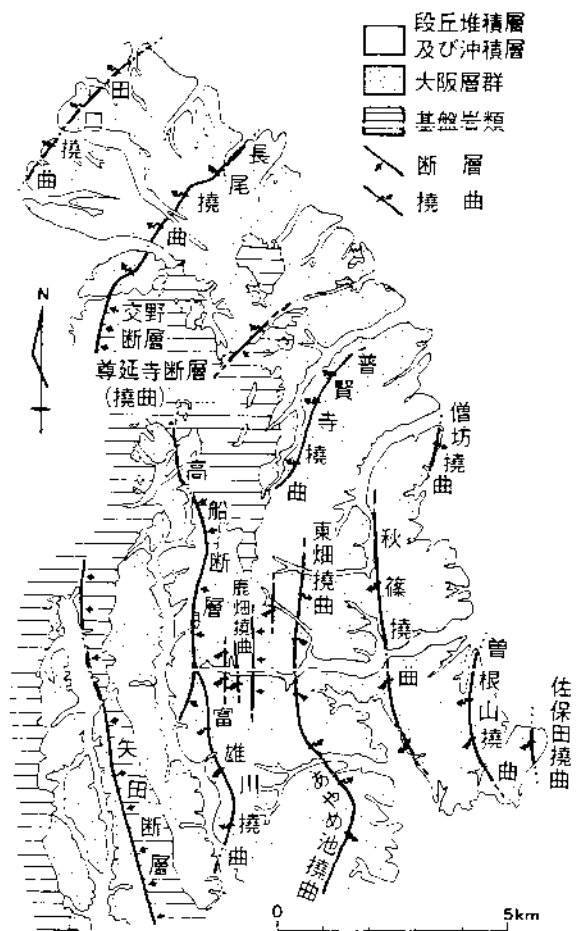 段丘堆積層
及び沖積層
大阪層群
基盤岩類
断層
撓曲
田口撓曲
長尾撓曲
N
交野
断層
尊延寺断層
(撓曲)
普賢寺撓曲
僧坊撓曲
高船断層
東畑撓曲
秋篠撓曲
鹿畑撓曲
曽根山撓曲
佐保田撓曲
富雄川撓曲
矢田断層
あやめ池撓曲
0
5km